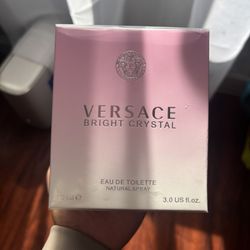 VERSACE
BRIGHT CRYSTAL
EAU DE TOILETTE
NATURAL SPRAY
3.0 US fl.oz.